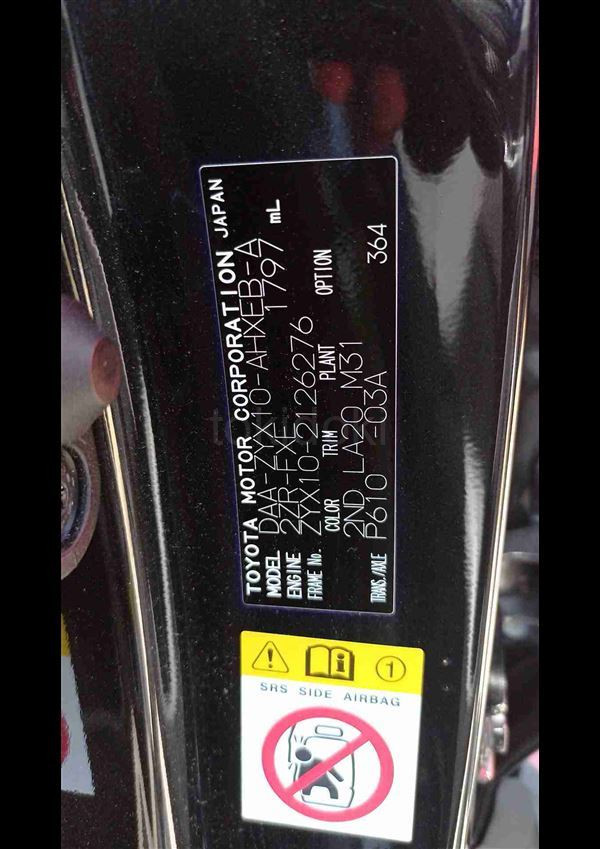 TOYOTA MOTOR CORPORATION JAPAN
MODEL DAA-ZYX10-AHXEB-A
ENGINE 2ZR-FXE 1797 mL
FRAME No. ZYX10-2126276
COLOR TRIM PLANT OPTION
2ND LA20 M31
TRANS./AXLE P610 -03A 364
1
SRS SIDE AIRBAG